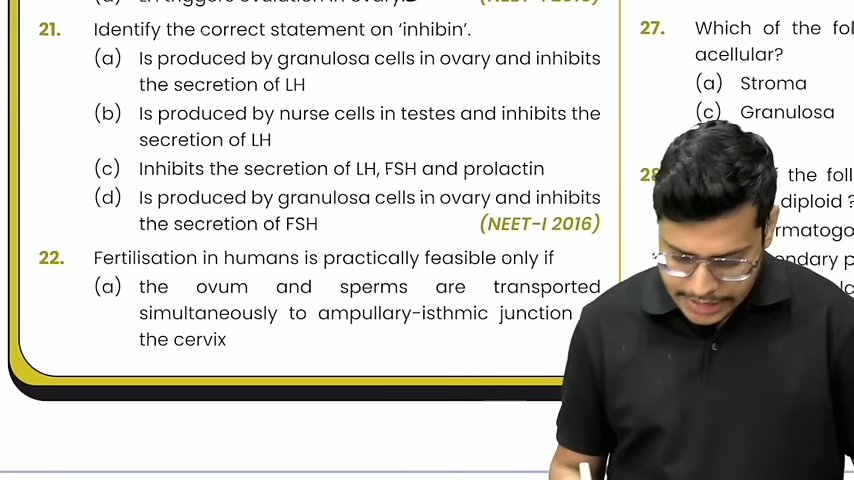 (NEET-I 2016)
21. Identify the correct statement on ‘inhibin’.
(a) Is produced by granulosa cells in ovary and inhibits
the secretion of LH
(b) Is produced by nurse cells in testes and inhibits the
secretion of LH
(c) Inhibits the secretion of LH, FSH and prolactin
(d) Is produced by granulosa cells in ovary and inhibits
the secretion of FSH (NEET-I 2016)
22. Fertilisation in humans is practically feasible only if
(a) the ovum and sperms are transported
simultaneously to ampullary-isthmic junction
the cervix
27. Which of the fol
acellular?
(a) Stroma
(c) Granulosa
the foll
diploid ?
rmatoga
endary p